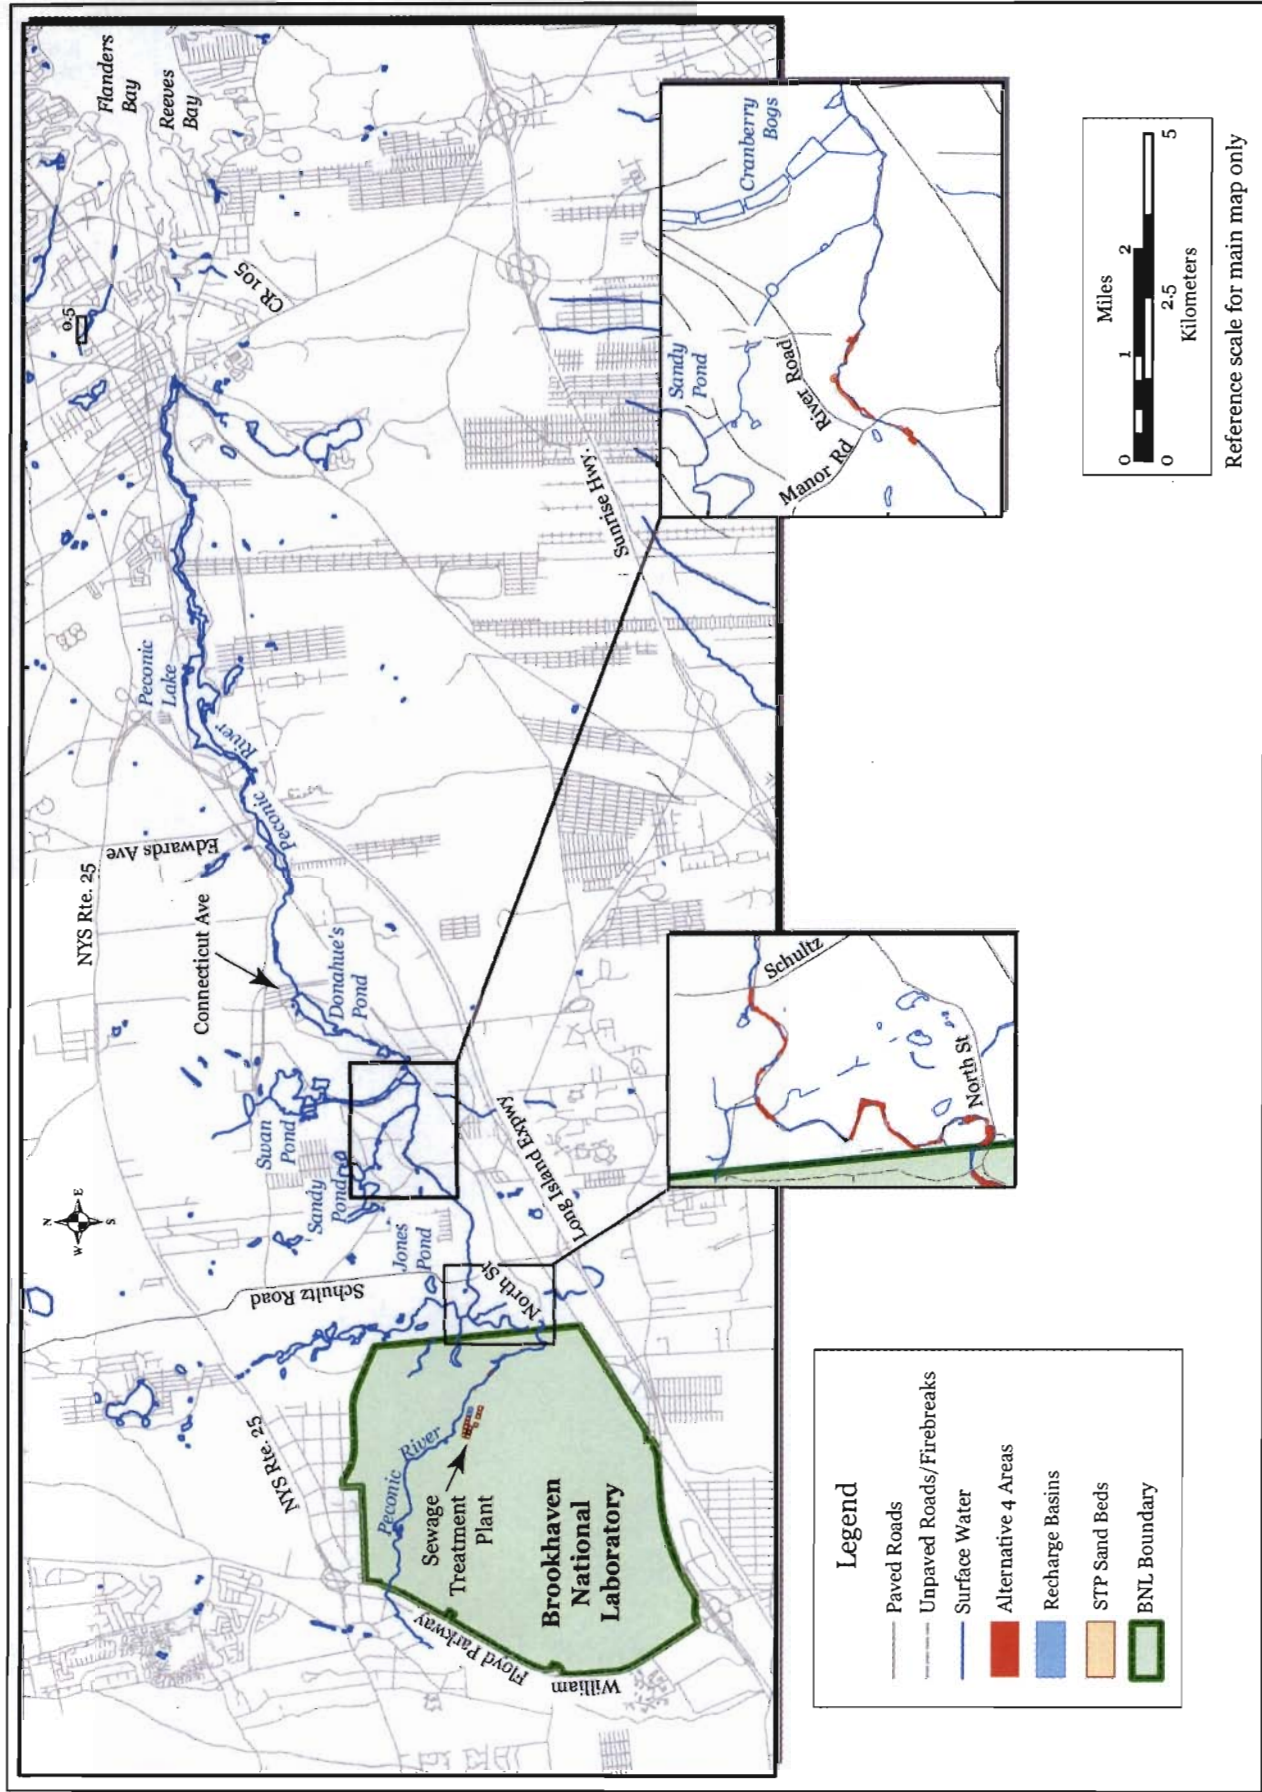 Flanders
Bay
Reeves
Bay
0.5
CR 105
Sunrise Hwy.
Peconic
Lake
Peconic River
Edwards Ave
NYS Rte. 25
Connecticut Ave
Donahue's
Pond
Swan
Pond
Sandy
Pond
Jones
Pond
Long Island Expwy
North St
Schultz Road
N
W E
S
NYS Rte. 25
Peconic River
Sewage
Treatment
Plant
Brookhaven
National
Laboratory
William Floyd Parkway
Cranberry
Bogs
Sandy
Pond
River Road
Manor Rd
Schultz
North St
Legend
Paved Roads
Unpaved Roads/Firebreaks
Surface Water
Alternative 4 Areas
Recharge Basins
STP Sand Beds
BNL Boundary
Miles
0 1 2
0 2.5 5
Kilometers
Reference scale for main map only